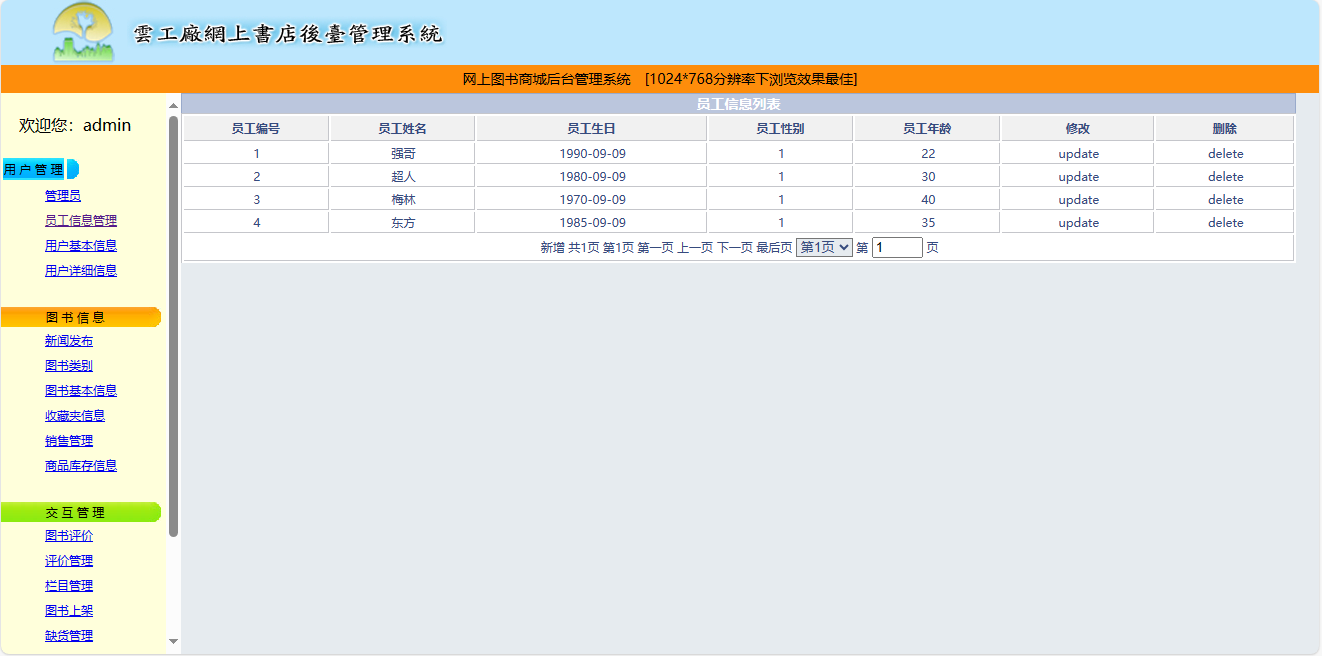 雲工廠網上書店後臺管理系統
网上图书商城后台管理系统 [1024*768分辨率下浏览效果最佳]
欢迎您：admin
用 户 管 理
管理员
员工信息管理
用户基本信息
用户详细信息
图 书 信 息
新闻发布
图书类别
图书基本信息
收藏夹信息
销售管理
商品库存信息
交 互 管 理
图书评价
评价管理
栏目管理
图书上架
缺货管理
员工信息列表
员工编号 员工姓名 员工生日 员工性别 员工年龄 修改 删除
1 强哥 1990-09-09 1 22 update delete
2 超人 1980-09-09 1 30 update delete
3 梅林 1970-09-09 1 40 update delete
4 东方 1985-09-09 1 35 update delete
新增 共1页 第1页 第一页 上一页 下一页 最后页 第1页 第 1 页